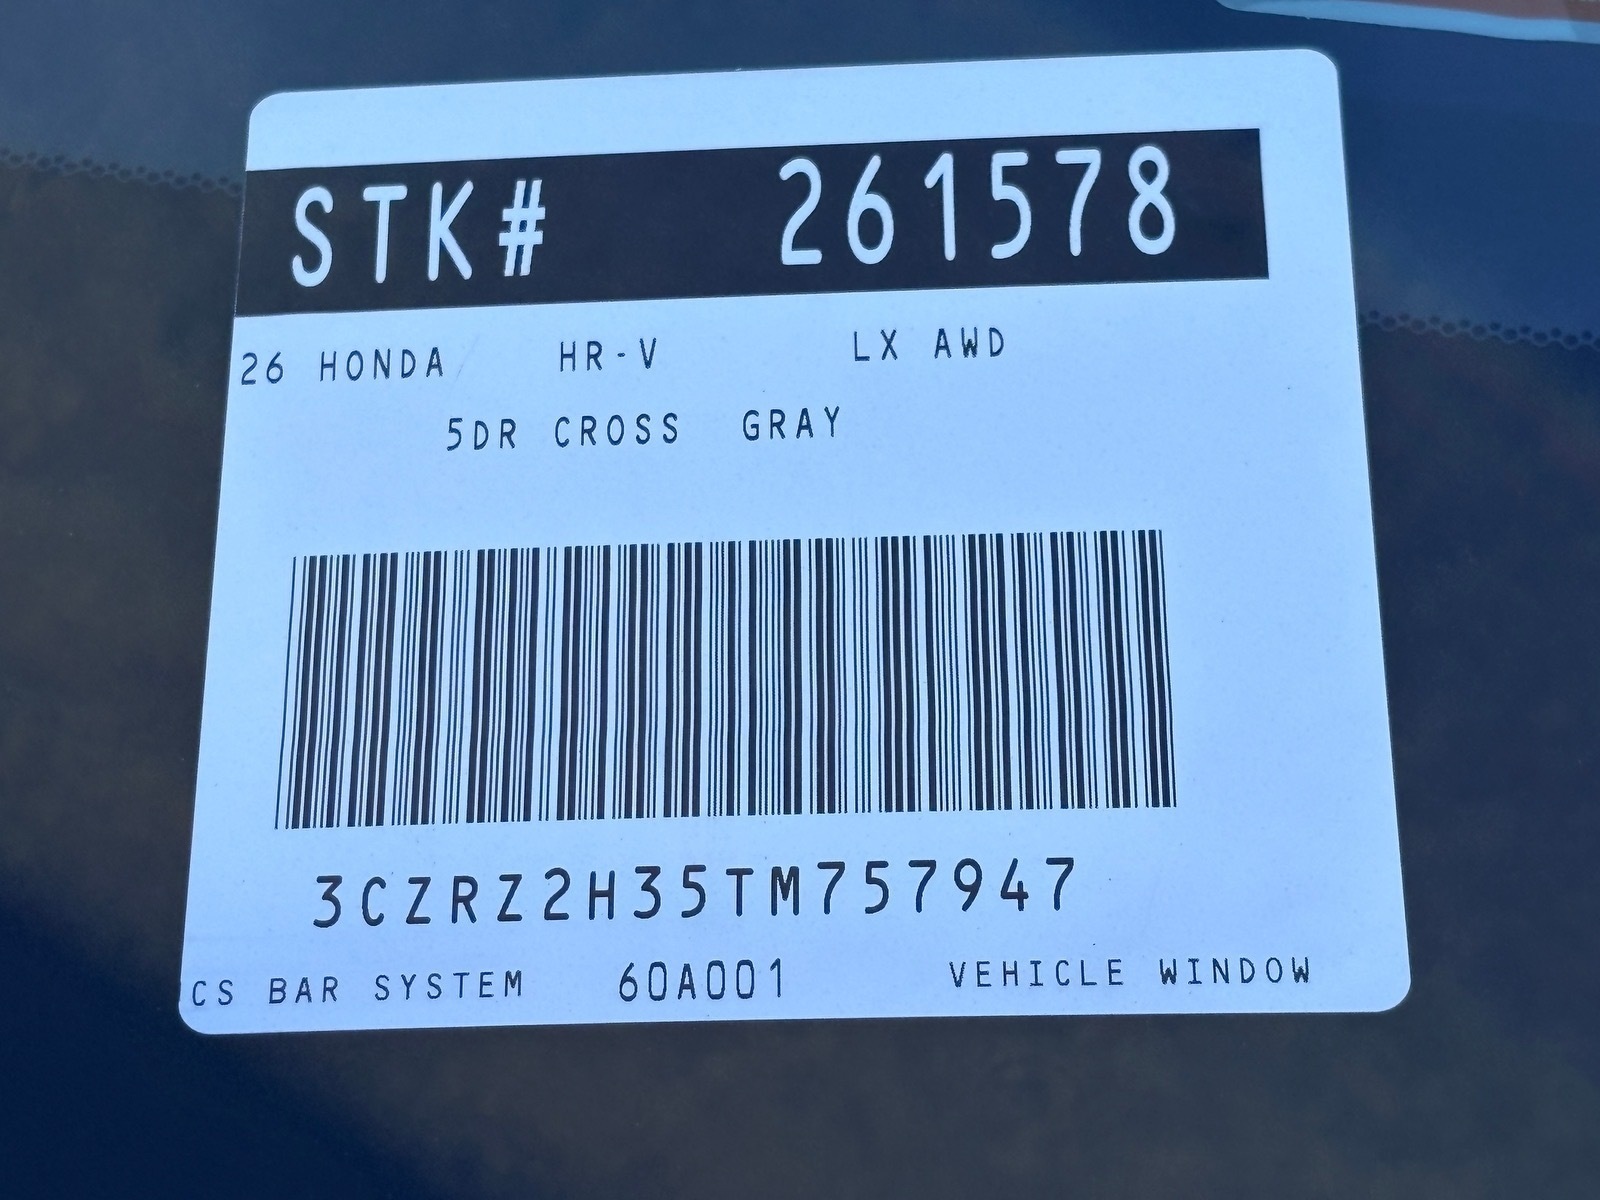 STK# 261578
26 HONDA HR-V LX AWD
5DR CROSS GRAY
3CZRZ2H35TM757947
CS BAR SYSTEM 60A001 VEHICLE WINDOW